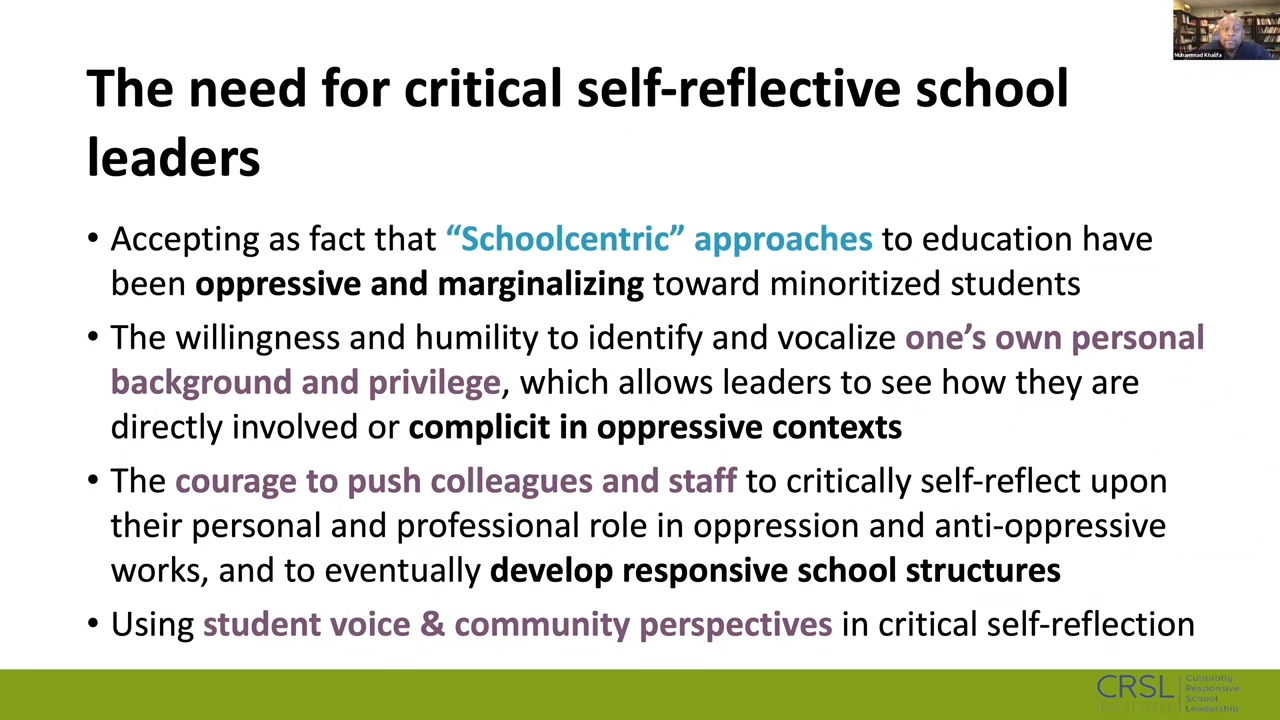 Muhammad Khalifa
The need for critical self-reflective school
leaders
• Accepting as fact that “Schoolcentric” approaches to education have
been oppressive and marginalizing toward minoritized students
• The willingness and humility to identify and vocalize one’s own personal
background and privilege, which allows leaders to see how they are
directly involved or complicit in oppressive contexts
• The courage to push colleagues and staff to critically self-reflect upon
their personal and professional role in oppression and anti-oppressive
works, and to eventually develop responsive school structures
• Using student voice & community perspectives in critical self-reflection
CRSL
INSTITUTE
Culturally
Responsive
School
Leadership